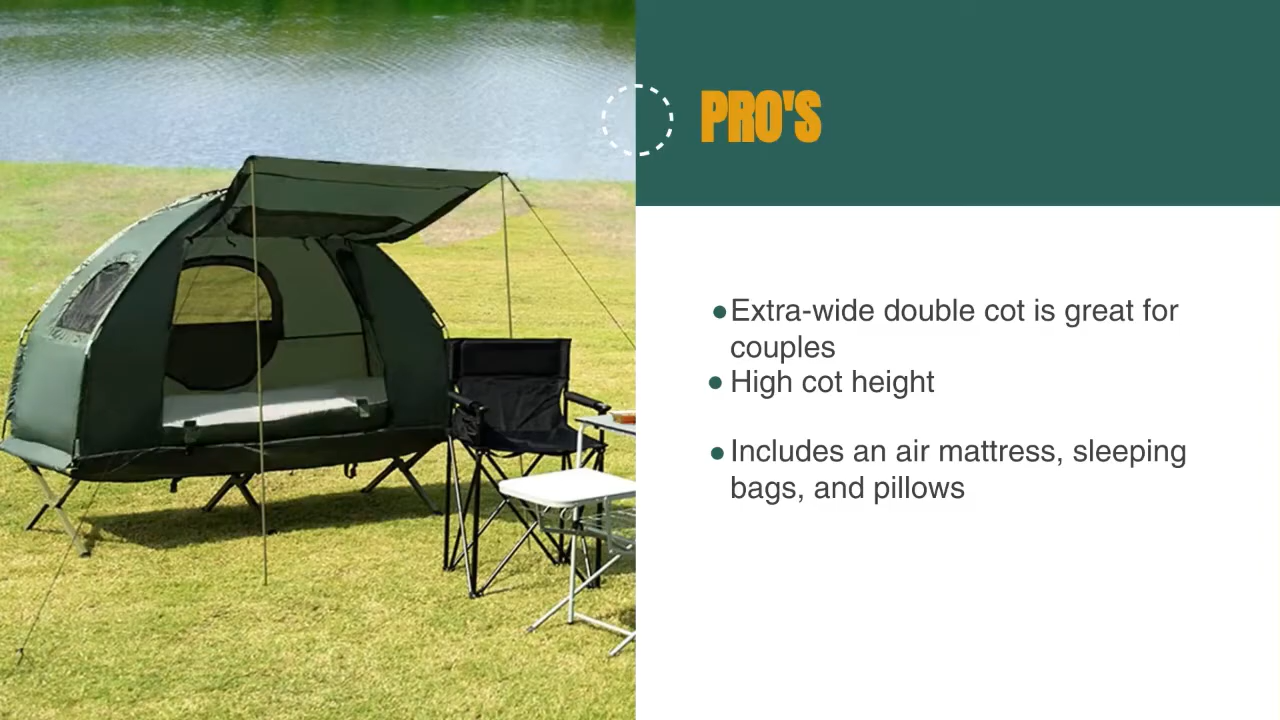 PRO'S
●Extra-wide double cot is great for
couples
● High cot height
● Includes an air mattress, sleeping
bags, and pillows